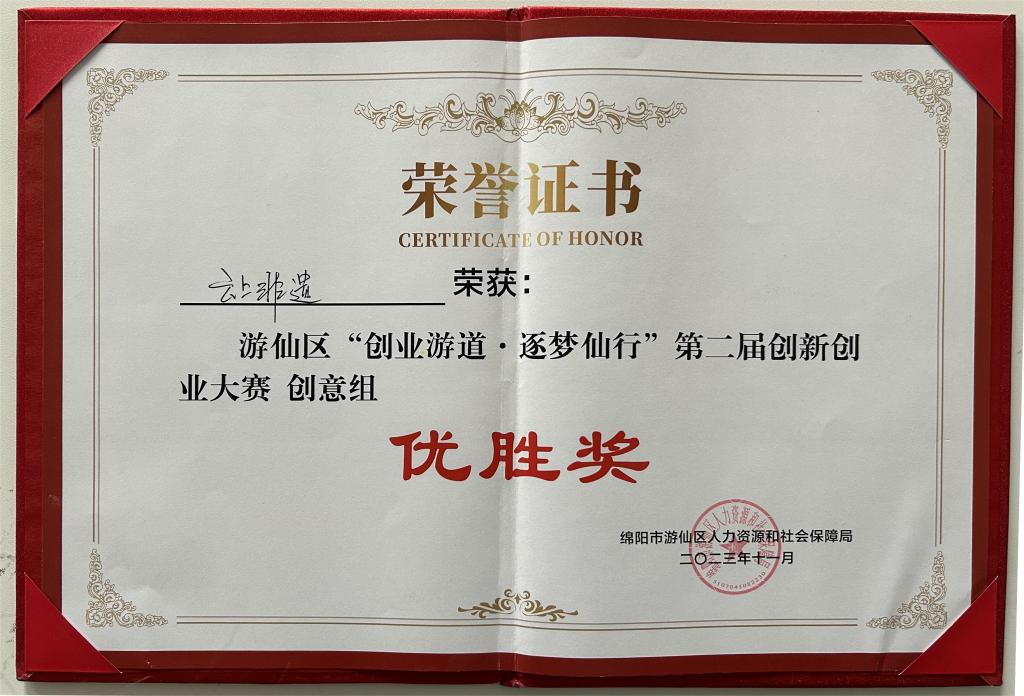 荣誉证书
CERTIFICATE OF HONOR
云上非遗 荣获：
游仙区“创业游道·逐梦仙行”第二届创新创
业大赛 创意组
优胜奖
绵阳市游仙区人力资源和社会保障局
二〇二三年十一月